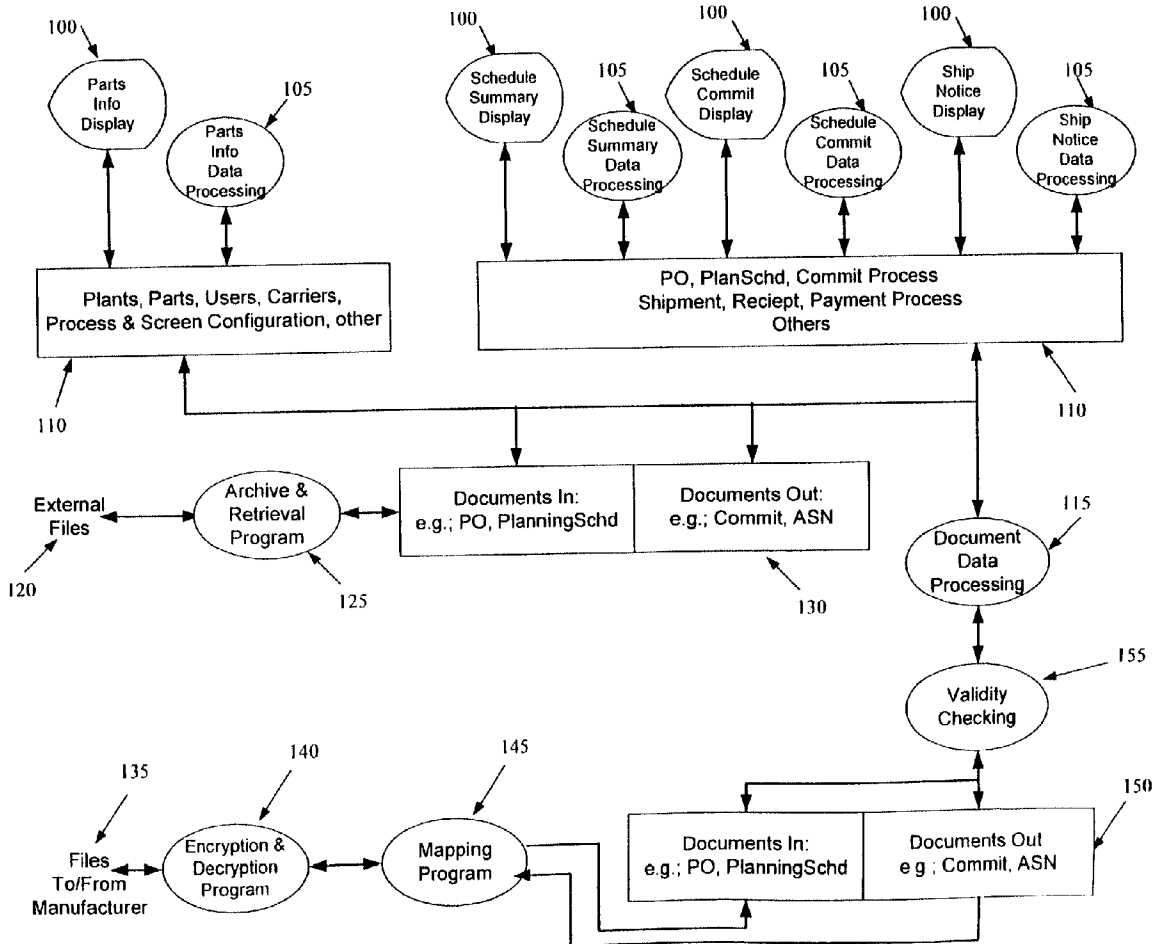 100
100
100
100
Parts
Info
Display
105
Parts
Info
Data
Processing
Schedule
Summary
Display
105
Schedule
Summary
Data
Processing
Schedule
Commit
Display
105
Schedule
Commit
Data
Processing
Ship
Notice
Display
105
Ship
Notice
Data
Processing
Plants, Parts, Users, Carriers,
Process & Screen Configuration, other
PO, PlanSchd, Commit Process
Shipment, Reciept, Payment Process
Others
110
110
External
Files
Archive &
Retrieval
Program
Documents In:
e.g.; PO, PlanningSchd
Documents Out:
e.g.; Commit, ASN
115
Document
Data
Processing
120
125
130
155
Validity
Checking
135
140
145
150
Files
To/From
Manufacturer
Encryption &
Decryption
Program
Mapping
Program
Documents In:
e.g.; PO, PlanningSchd
Documents Out
e g ; Commit, ASN